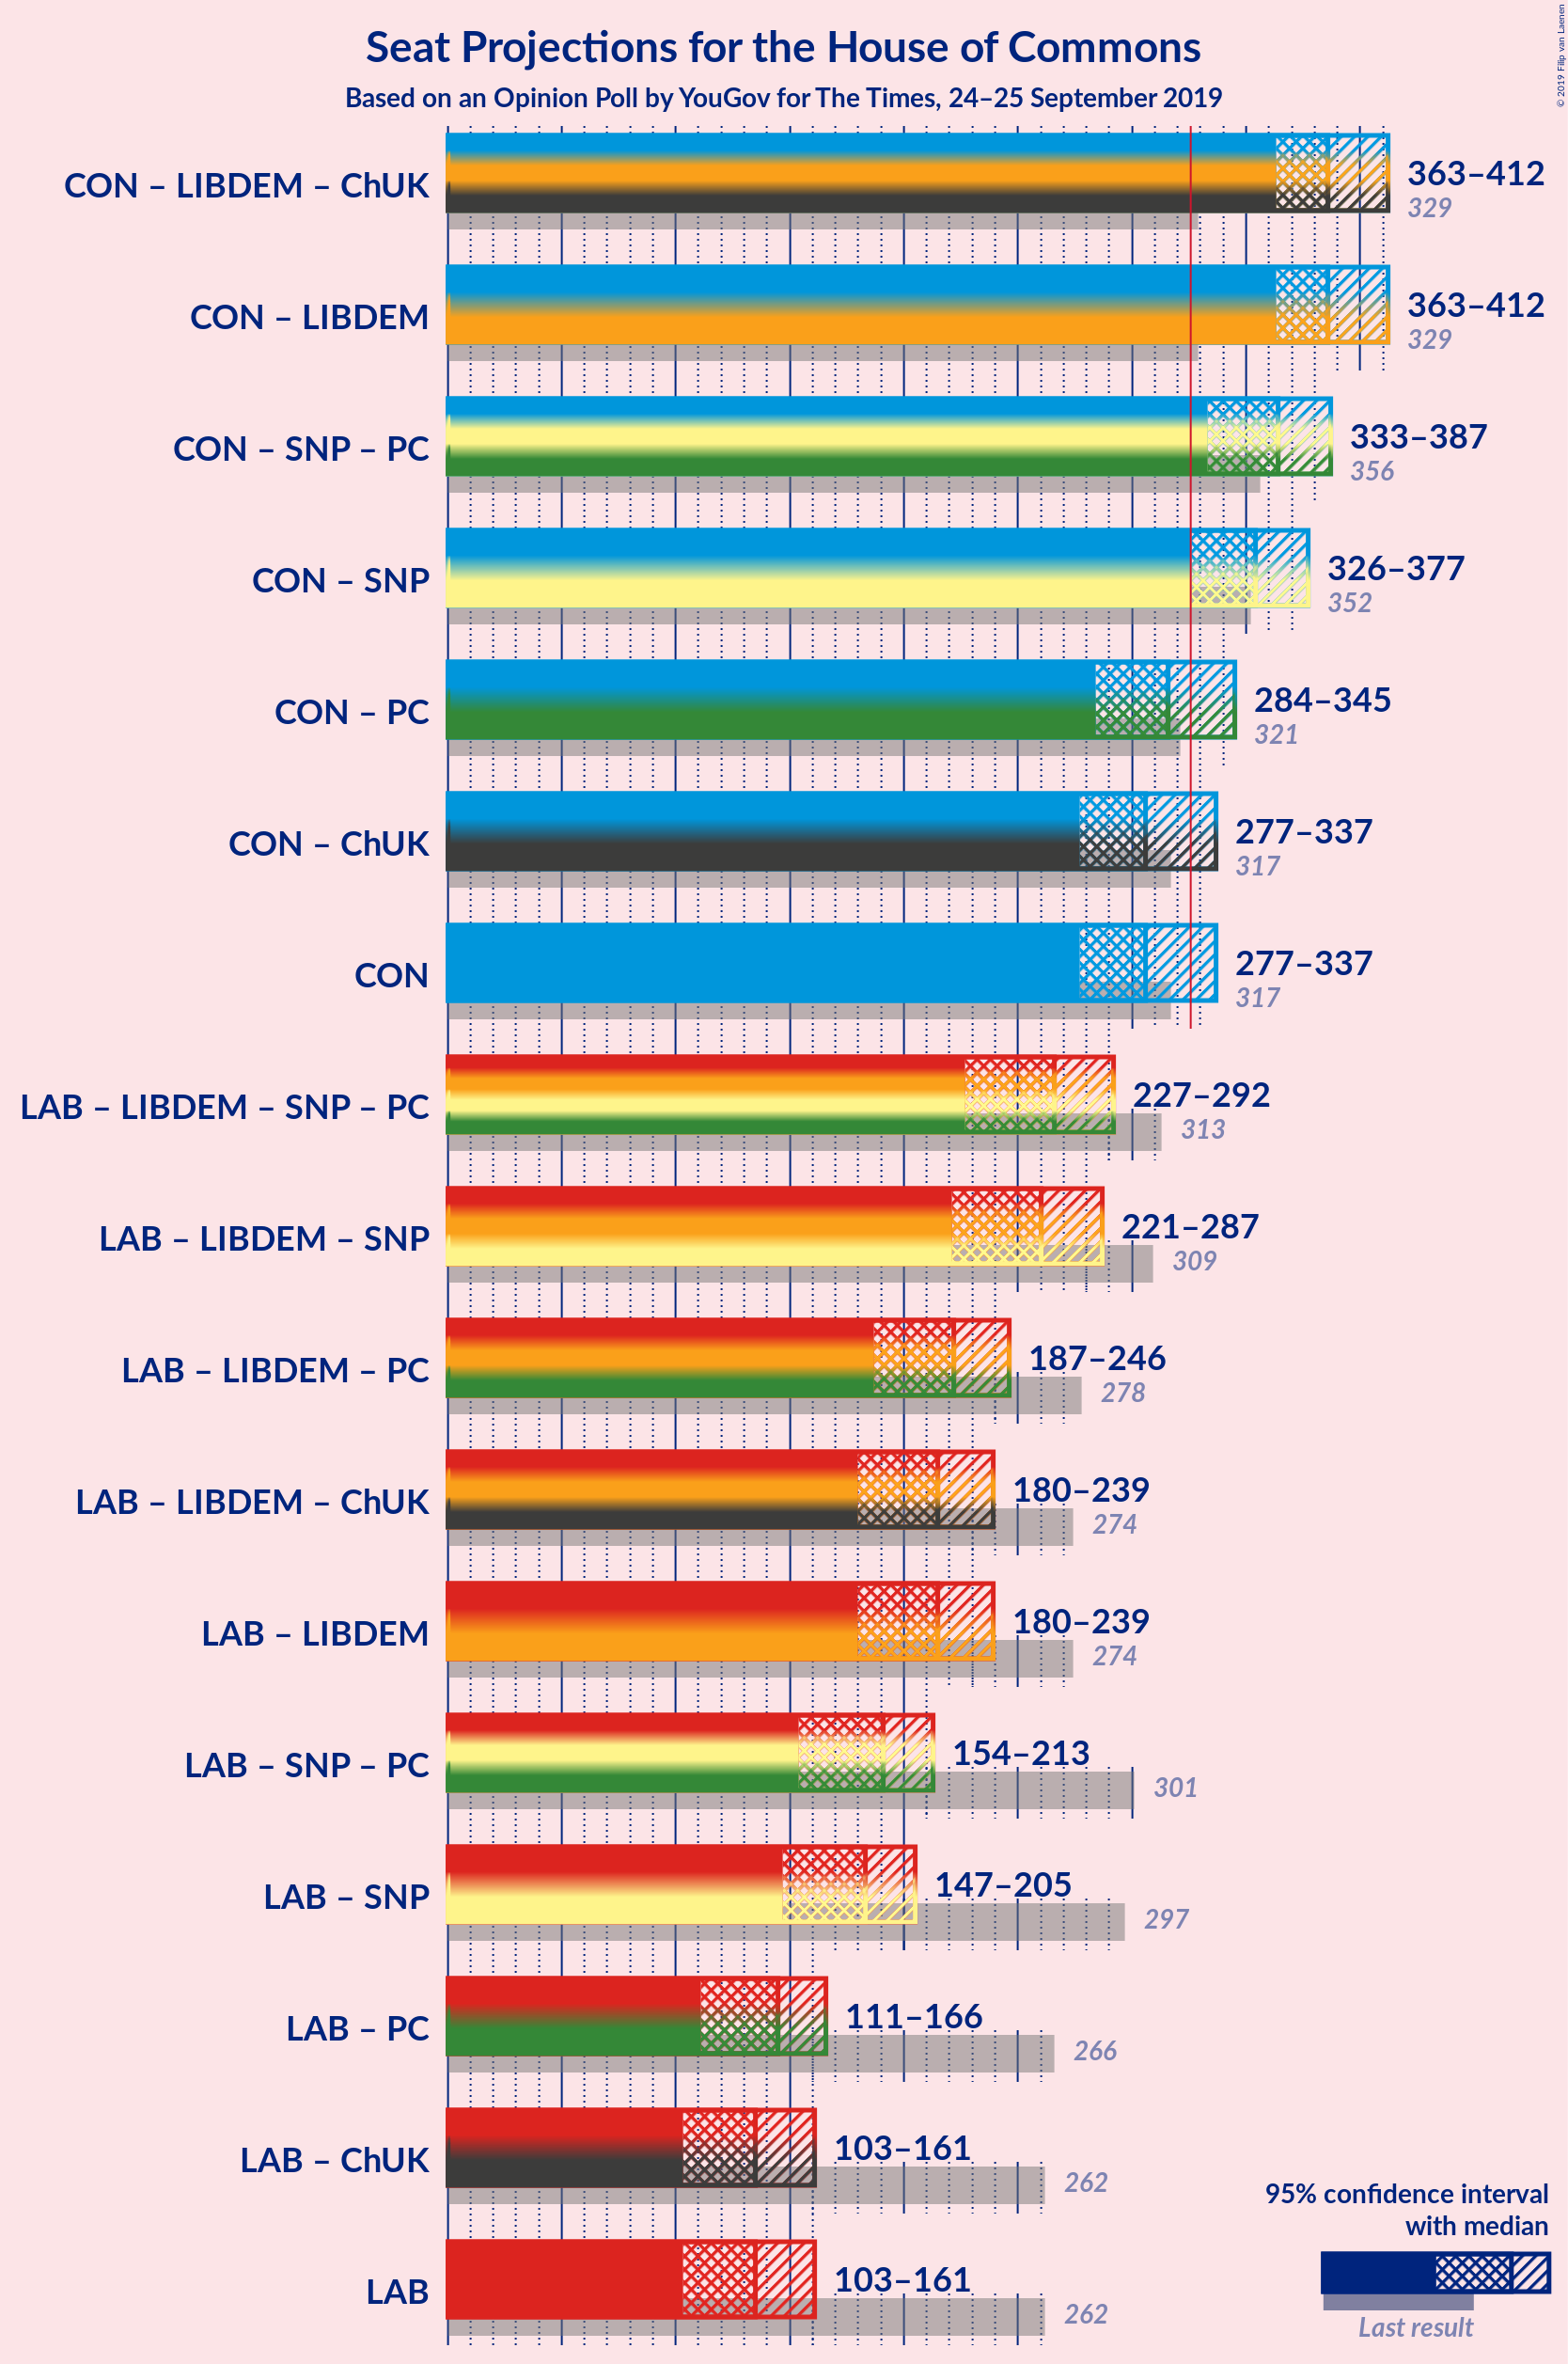 Seat Projections for the House of Commons
Based on an Opinion Poll by YouGov for The Times, 24–25 September 2019
© 2019 Filip van Laenen
CON – LIBDEM – ChUK
363–412
329
CON – LIBDEM
363–412
329
CON – SNP – PC
333–387
356
CON – SNP
326–377
352
CON – PC
284–345
321
CON – ChUK
277–337
317
CON
277–337
317
LAB – LIBDEM – SNP – PC
227–292
313
LAB – LIBDEM – SNP
221–287
309
LAB – LIBDEM – PC
187–246
278
LAB – LIBDEM – ChUK
180–239
274
LAB – LIBDEM
180–239
274
LAB – SNP – PC
154–213
301
LAB – SNP
147–205
297
LAB – PC
111–166
266
LAB – ChUK
103–161
262
LAB
103–161
262
95% confidence interval
with median
Last result